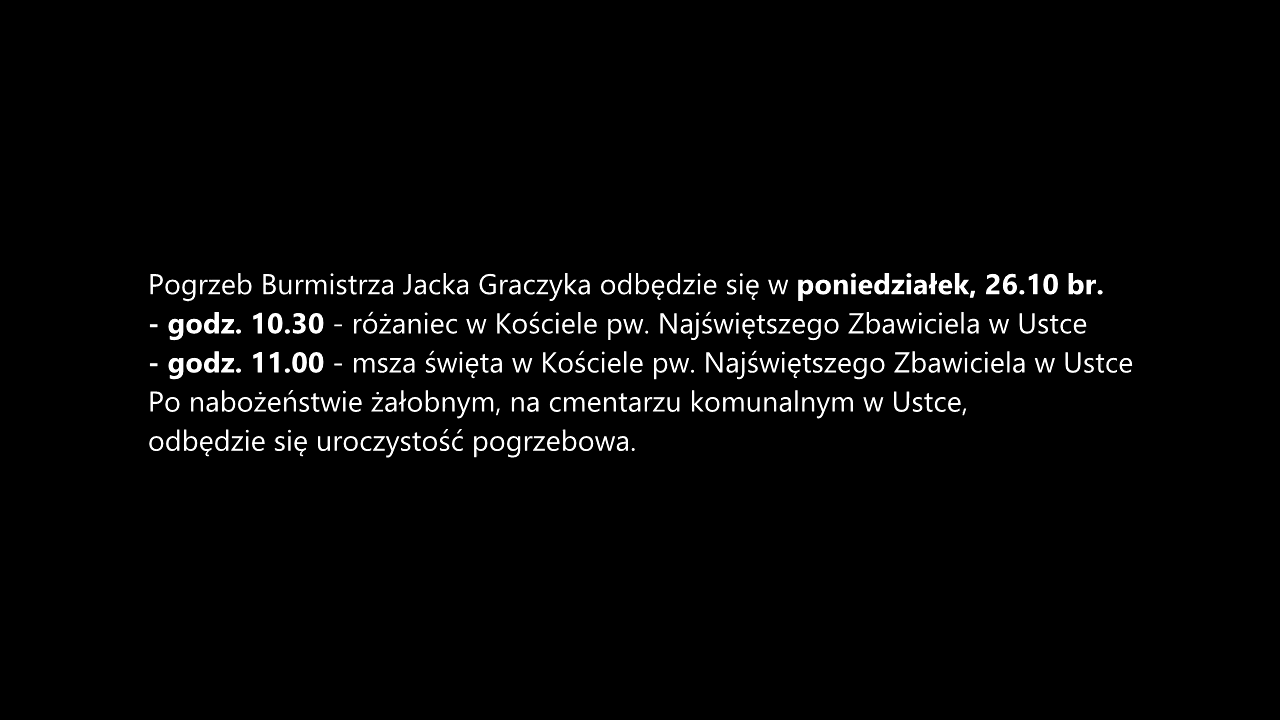 Pogrzeb Burmistrza Jacka Graczyka odbędzie się w poniedziałek, 26.10 br.
- godz. 10.30 - różaniec w Kościele pw. Najświętszego Zbawiciela w Ustce
- godz. 11.00 - msza święta w Kościele pw. Najświętszego Zbawiciela w Ustce
Po nabożeństwie żałobnym, na cmentarzu komunalnym w Ustce,
odbędzie się uroczystość pogrzebowa.